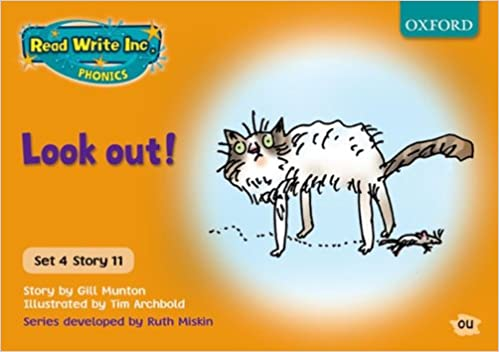 OXFORD
Read Write Inc.
PHONICS
Look out!
Set 4 Story 11
Story by Gill Munton
Illustrated by Tim Archbold
Series developed by Ruth Miskin
ou